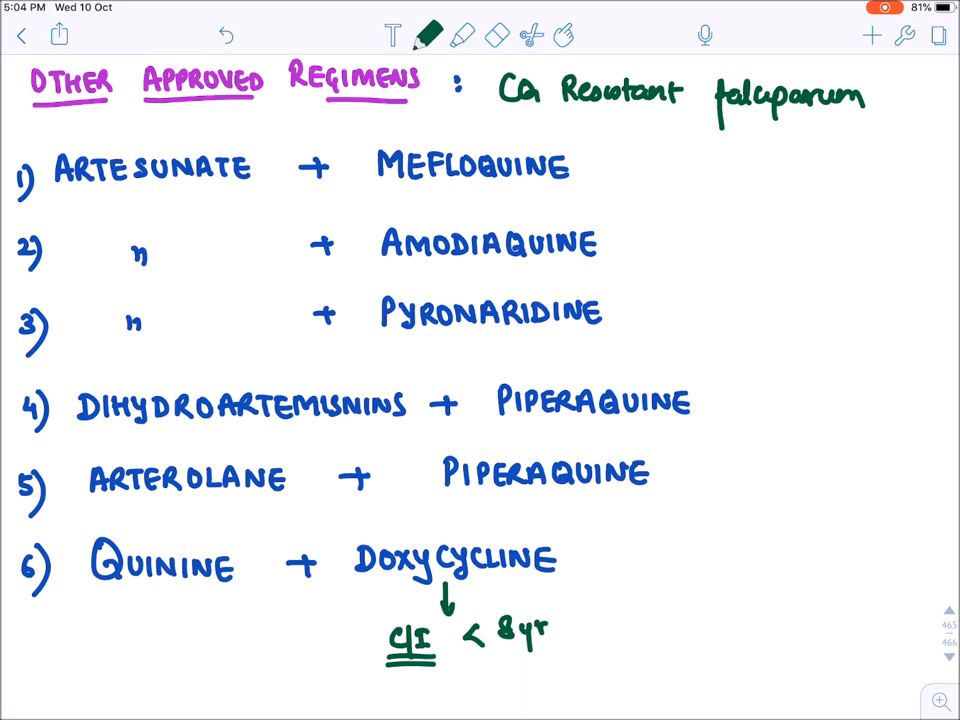 5:04 PM Wed 10 Oct 81%
T
OTHER APPROVED REGIMENS : CQ Resistant falciparum
1) ARTESUNATE + MEFLOQUINE
2) " + AMODIAQUINE
3) " + PYRONARIDINE
4) DIHYDROARTEMISNINS + PIPERAQUINE
5) ARTEROLANE + PIPERAQUINE
6) QUININE + DOXYCYCLINE
↓
C/I < 8yr
465
466